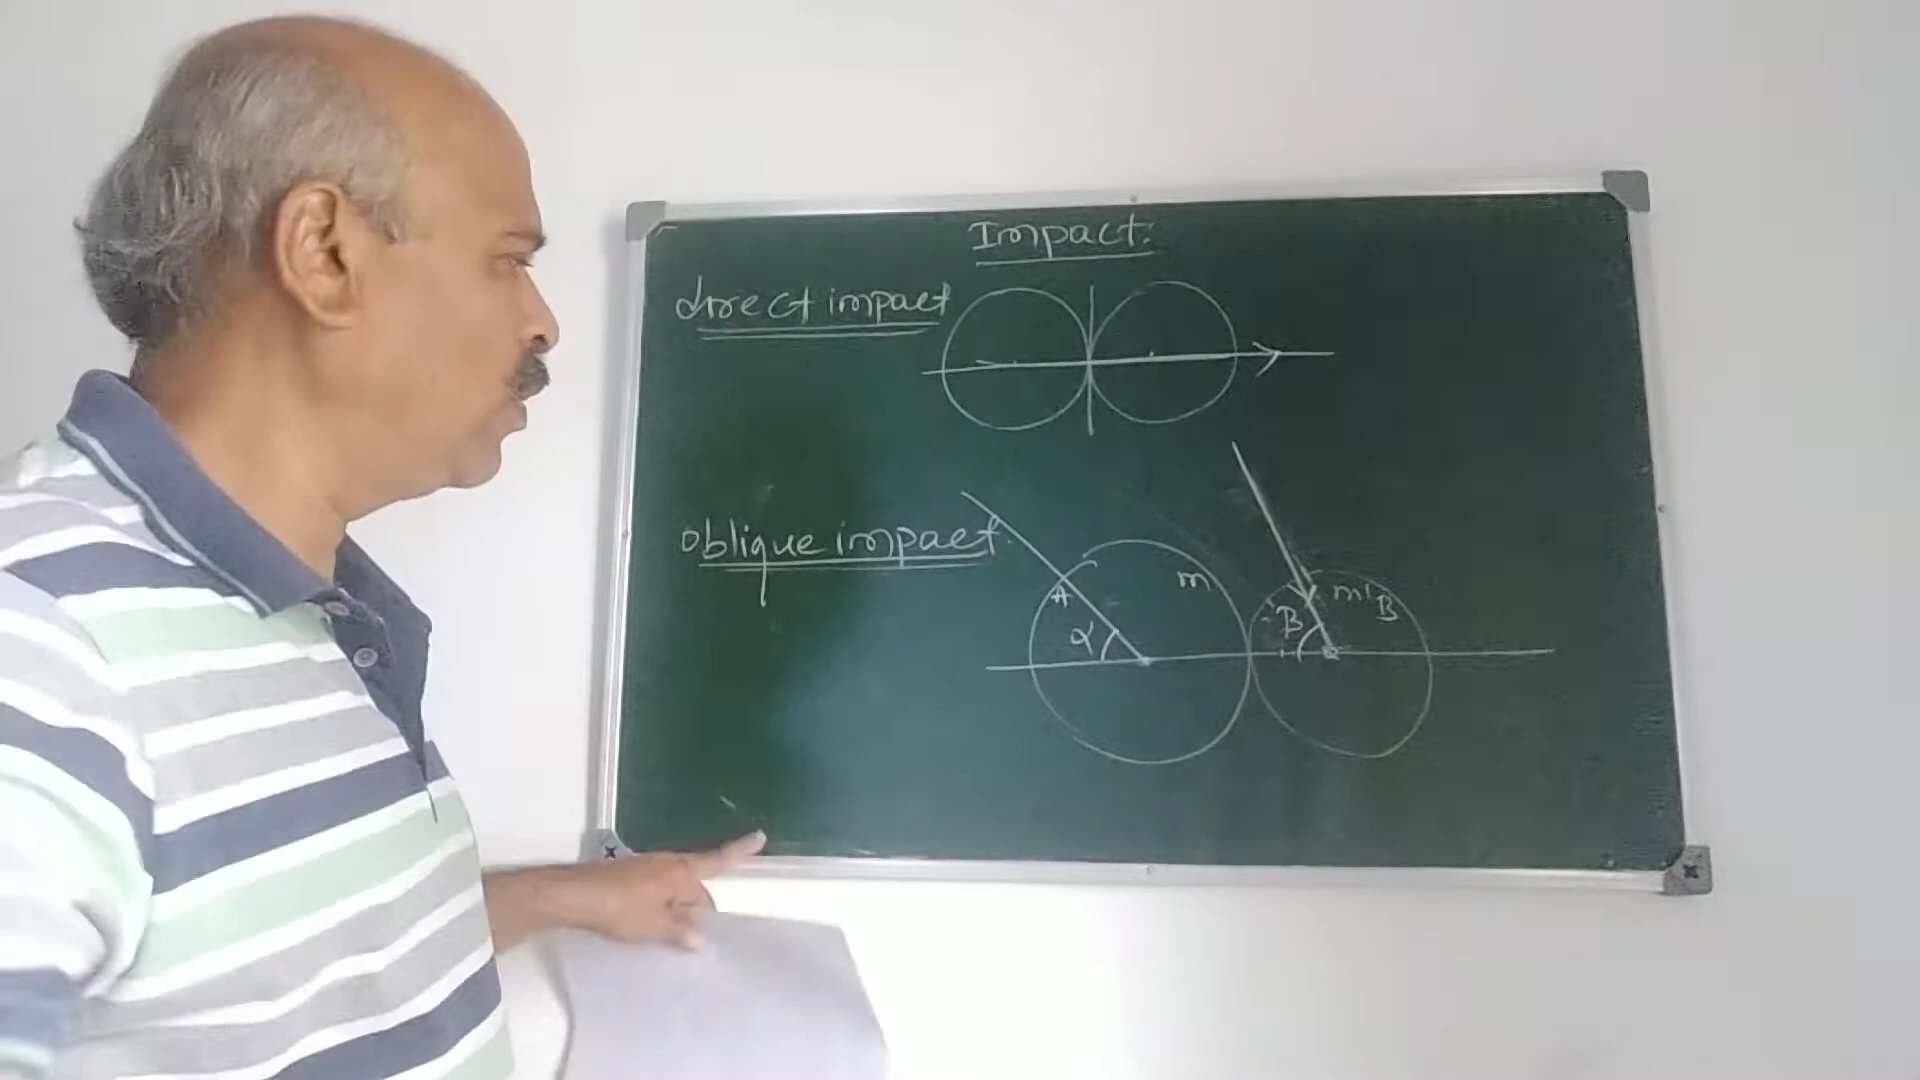 Impact.
direct impact
oblique impact.
A
m
α
β
m' B